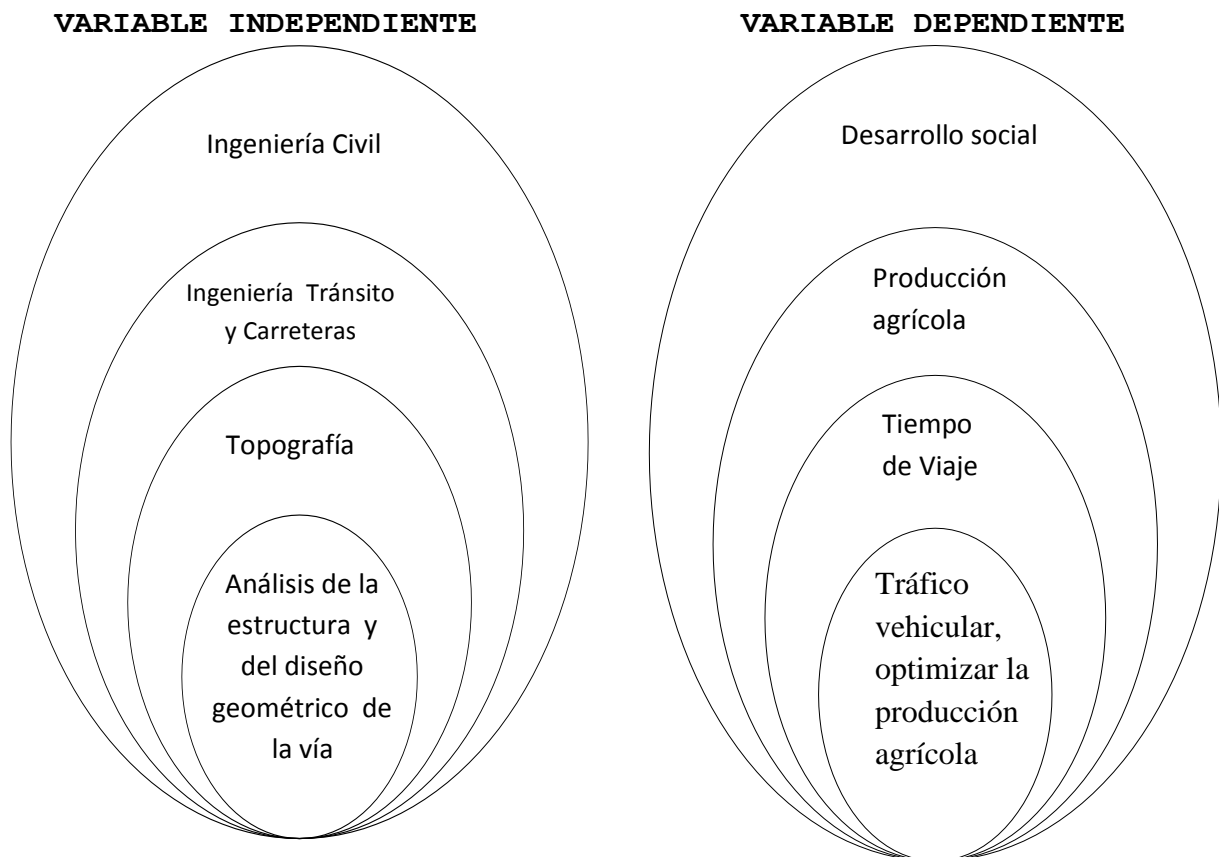 VARIABLE INDEPENDIENTE
Ingeniería Civil
Ingeniería Tránsito
y Carreteras
Topografía
Análisis de la
estructura y
del diseño
geométrico de
la vía
VARIABLE DEPENDIENTE
Desarrollo social
Producción
agrícola
Tiempo
de Viaje
Tráfico
vehicular,
optimizar la
producción
agrícola